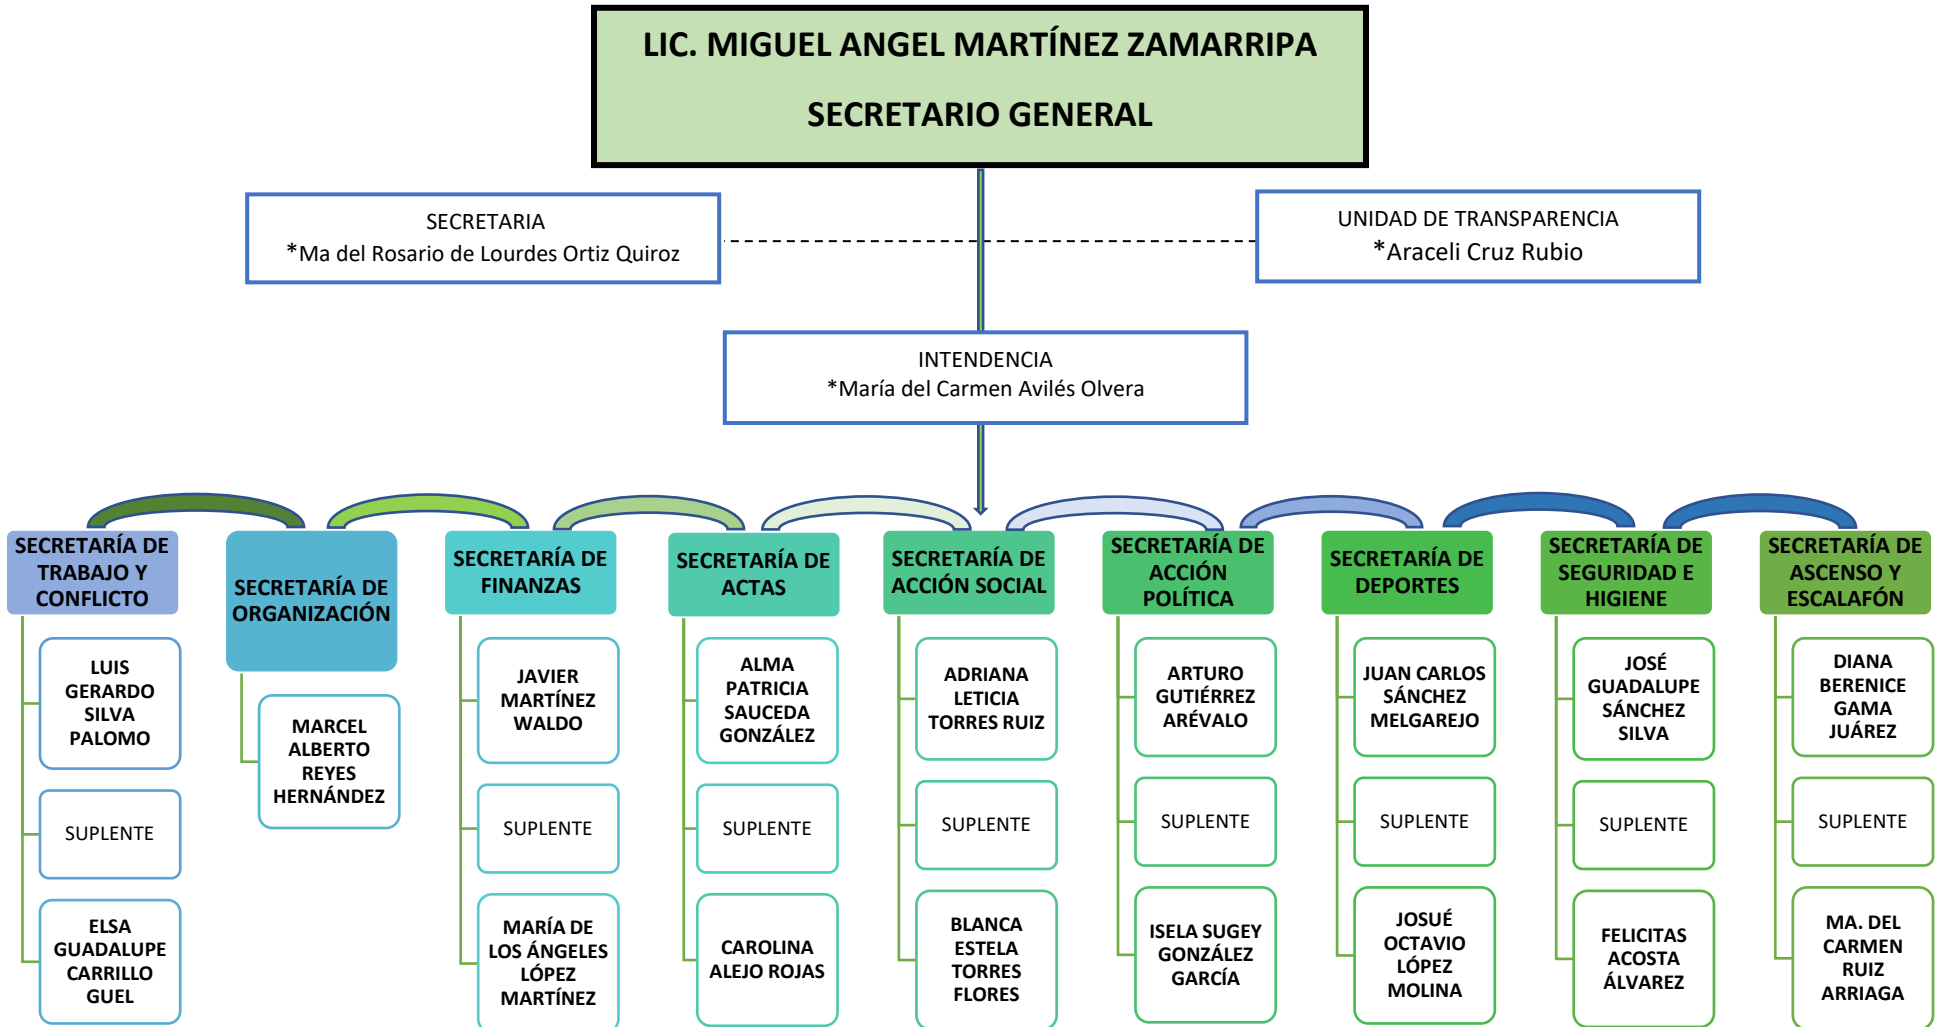 LIC. MIGUEL ANGEL MARTÍNEZ ZAMARRIPA
SECRETARIO GENERAL
SECRETARIA
*Ma del Rosario de Lourdes Ortiz Quiroz
UNIDAD DE TRANSPARENCIA
*Araceli Cruz Rubio
INTENDENCIA
*María del Carmen Avilés Olvera
SECRETARÍA DE
TRABAJO Y
CONFLICTO
LUIS
GERARDO
SILVA
PALOMO
SUPLENTE
ELSA
GUADALUPE
CARRILLO
GUEL
SECRETARÍA DE
ORGANIZACIÓN
MARCEL
ALBERTO
REYES
HERNÁNDEZ
SECRETARÍA DE
FINANZAS
JAVIER
MARTÍNEZ
WALDO
SUPLENTE
MARÍA DE
LOS ÁNGELES
LÓPEZ
MARTÍNEZ
SECRETARÍA DE
ACTAS
ALMA
PATRICIA
SAUCEDA
GONZÁLEZ
SUPLENTE
CAROLINA
ALEJO ROJAS
SECRETARÍA DE
ACCIÓN SOCIAL
ADRIANA
LETICIA
TORRES RUIZ
SUPLENTE
BLANCA
ESTELA
TORRES
FLORES
SECRETARÍA DE
ACCIÓN
POLÍTICA
ARTURO
GUTIÉRREZ
ARÉVALO
SUPLENTE
ISELA SUGEY
GONZÁLEZ
GARCÍA
SECRETARÍA DE
DEPORTES
JUAN CARLOS
SÁNCHEZ
MELGAREJO
SUPLENTE
JOSUÉ
OCTAVIO
LÓPEZ
MOLINA
SECRETARÍA DE
SEGURIDAD E
HIGIENE
JOSÉ
GUADALUPE
SÁNCHEZ
SILVA
SUPLENTE
FELICITAS
ACOSTA
ÁLVAREZ
SECRETARÍA DE
ASCENSO Y
ESCALAFÓN
DIANA
BERENICE
GAMA
JUÁREZ
SUPLENTE
MA. DEL
CARMEN
RUIZ
ARRIAGA